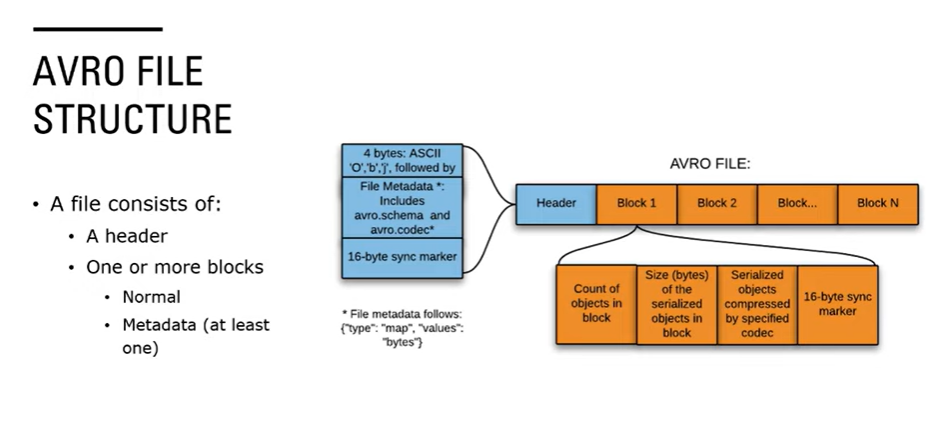 AVRO FILE
STRUCTURE
• A file consists of:
• A header
• One or more blocks
• Normal
• Metadata (at least
one)
4 bytes: ASCII
'O','b','j', followed by
File Metadata *:
Includes
avro.schema and
avro.codec*
16-byte sync marker
* File metadata follows:
{"type": "map", "values":
"bytes"}
AVRO FILE:
Header
Block 1
Block 2
Block...
Block N
Count of
objects in
block
Size (bytes)
of the
serialized
objects in
block
Serialized
objects
compressed
by specified
codec
16-byte sync
marker